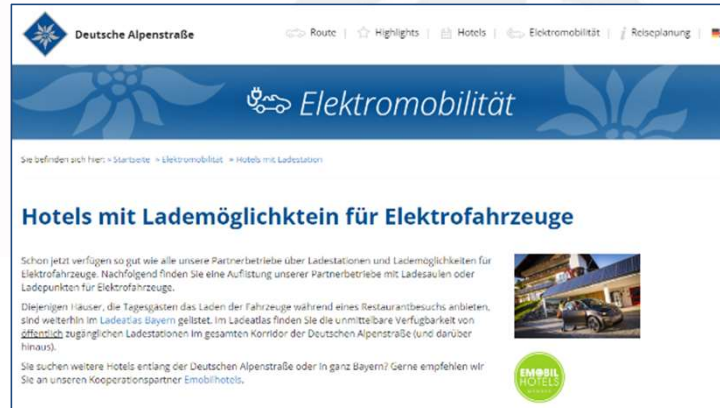 Deutsche Alpenstraße
Route | Highlights | Hotels | Elektromobilität | Reiseplanung |
Elektromobilität
Sie befinden sich hier: » Startseite » Elektromobilität » Hotels mit Ladestation
Hotels mit Lademöglichktein für Elektrofahrzeuge
Schon jetzt verfügen so gut wie alle unsere Partnerbetriebe über Ladestationen und Lademöglichkeiten für
Elektrofahrzeuge. Nachfolgend finden Sie eine Auflistung unserer Partnerbetriebe mit Ladesäulen oder
Ladepunkten für Elektrofahrzeuge.
Diejenigen Häuser, die Tagesgästen das Laden der Fahrzeuge während eines Restaurantbesuchs anbieten,
sind weiterhin im Ladeatlas Bayern gelistet. Im Ladeatlas finden Sie die unmittelbare Verfügbarkeit von
öffentlich zugänglichen Ladestationen im gesamten Korridor der Deutschen Alpenstraße (und darüber
hinaus).
Sie suchen weitere Hotels entlang der Deutschen Alpenstraße oder in ganz Bayern? Gerne empfehlen wir
Sie an unseren Kooperationspartner Emobilhotels.
EMOBIL
HOTELS